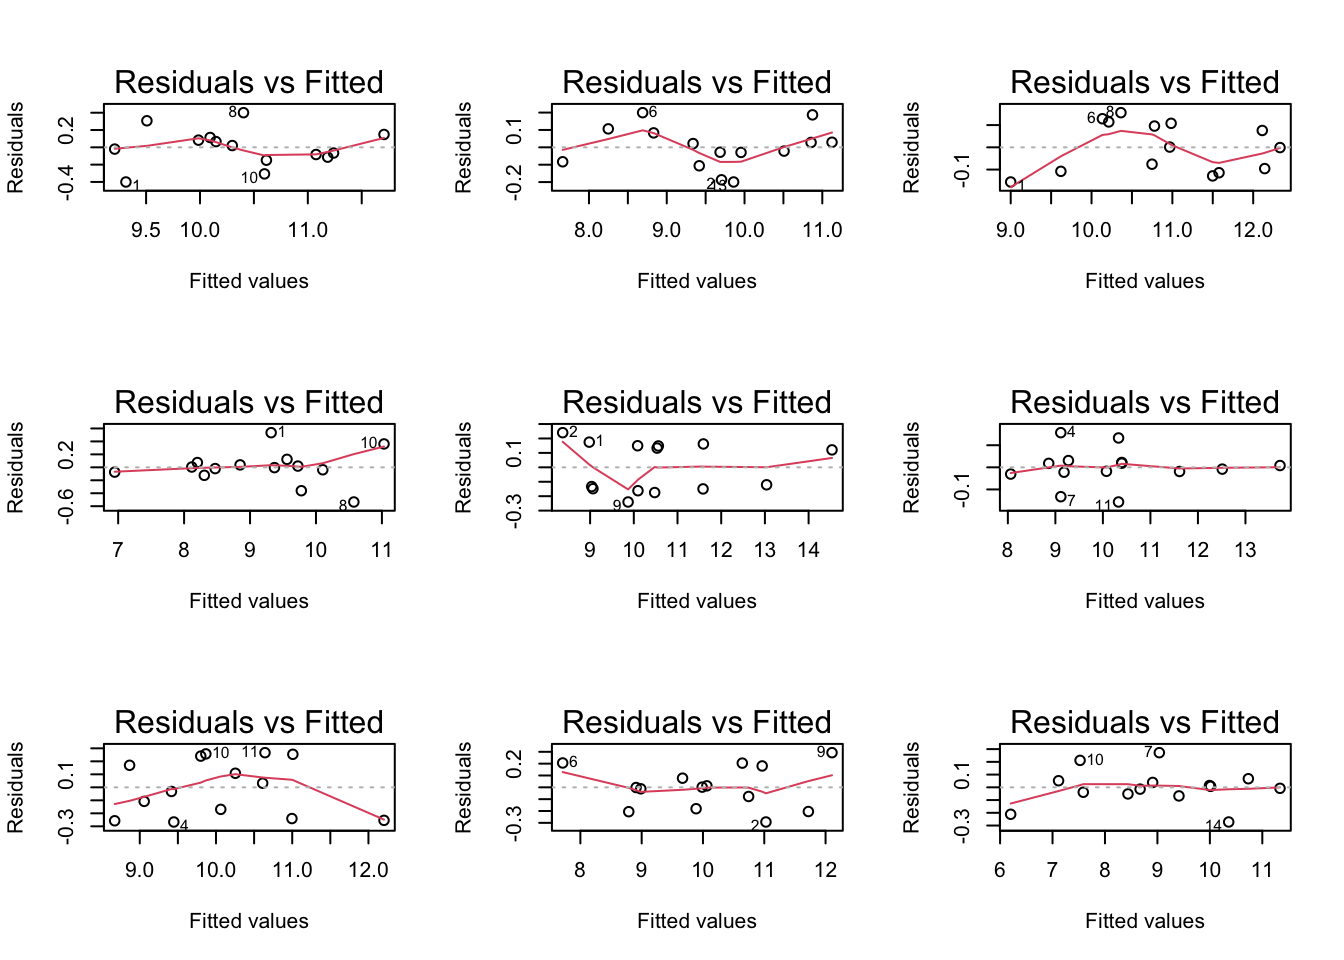 Residuals vs Fitted
Residuals
0.2
-0.4
8
10
1
9.5 10.0 11.0
Fitted values
Residuals vs Fitted
Residuals
0.1
-0.2
6
2
13
8.0 9.0 10.0 11.0
Fitted values
Residuals vs Fitted
Residuals
-0.1
6
8
1
9.0 10.0 11.0 12.0
Fitted values
Residuals vs Fitted
Residuals
0.2
-0.6
1
10
8
7 8 9 10 11
Fitted values
Residuals vs Fitted
Residuals
0.1
-0.3
2
1
9
9 10 11 12 13 14
Fitted values
Residuals vs Fitted
Residuals
-0.1
4
7
11
8 9 10 11 12 13
Fitted values
Residuals vs Fitted
Residuals
0.1
-0.3
10
11
4
9.0 10.0 11.0 12.0
Fitted values
Residuals vs Fitted
Residuals
0.2
-0.3
6
9
2
8 9 10 11 12
Fitted values
Residuals vs Fitted
Residuals
0.1
-0.3
7
10
14
6 7 8 9 10 11
Fitted values